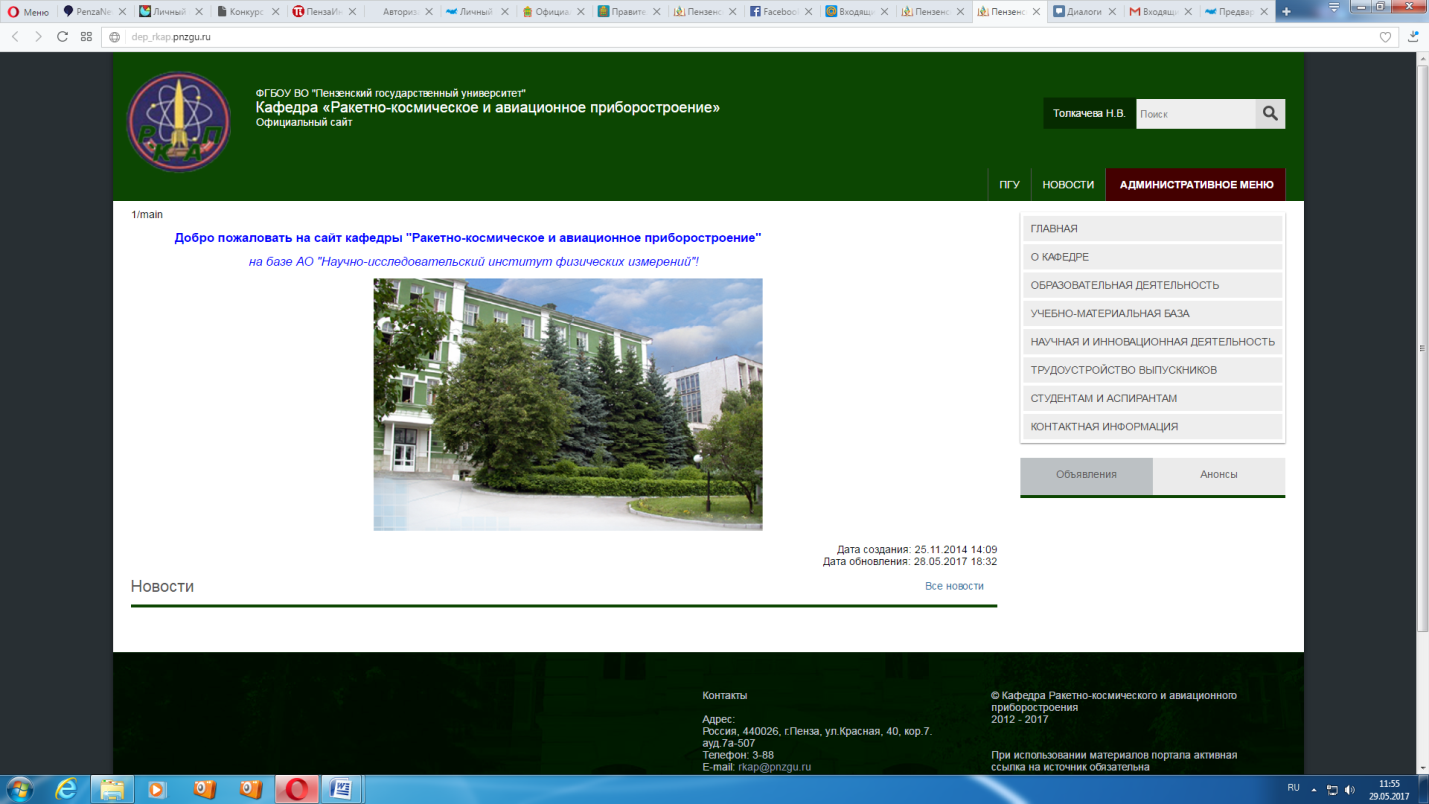 Меню
PenzaNe
Личный
Конкурс
ПензаИн
Авториз
Личный
Официа
Правите
Пензенс
Facebook
Входящи
Пензенс
Пензенс
Диалоги
Входящи
Предвар
dep_rkap.pnzgu.ru
ФГБОУ ВО "Пензенский государственный университет"
Кафедра «Ракетно-космическое и авиационное приборостроение»
Официальный сайт
РКАП
Толкачева Н.В.
Поиск
ПГУ
НОВОСТИ
АДМИНИСТРАТИВНОЕ МЕНЮ
1/main
Добро пожаловать на сайт кафедры "Ракетно-космическое и авиационное приборостроение"
на базе АО "Научно-исследовательский институт физических измерений"!
Дата создания: 25.11.2014 14:09
Дата обновления: 28.05.2017 18:32
Новости
Все новости
ГЛАВНАЯ
О КАФЕДРЕ
ОБРАЗОВАТЕЛЬНАЯ ДЕЯТЕЛЬНОСТЬ
УЧЕБНО-МАТЕРИАЛЬНАЯ БАЗА
НАУЧНАЯ И ИННОВАЦИОННАЯ ДЕЯТЕЛЬНОСТЬ
ТРУДОУСТРОЙСТВО ВЫПУСКНИКОВ
СТУДЕНТАМ И АСПИРАНТАМ
КОНТАКТНАЯ ИНФОРМАЦИЯ
Объявления
Анонсы
Контакты
Адрес:
Россия, 440026, г.Пенза, ул.Красная, 40, кор.7.
ауд.7а-507
Телефон: 3-88
E-mail: rkap@pnzgu.ru
© Кафедра Ракетно-космического и авиационного
приборостроения
2012 - 2017
При использовании материалов портала активная
ссылка на источник обязательна
RU
11:55
29.05.2017